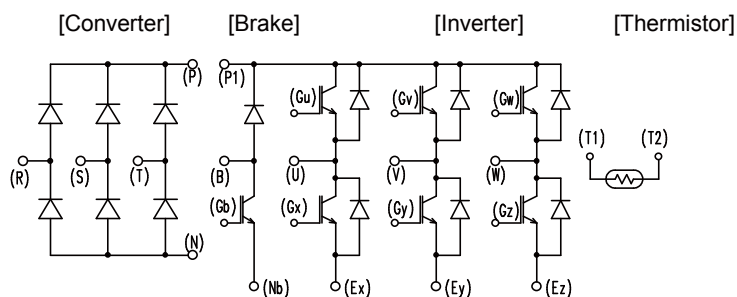 [Converter] [Brake] [Inverter] [Thermistor]
(P) (P1)
(Gu) (Gv) (Gw)
(T1) (T2)
(R) (S) (T) (B) (U) (V) (W)
(Gb) (Gx) (Gy) (Gz)
(N)
(Nb) (Ex) (Ey) (Ez)